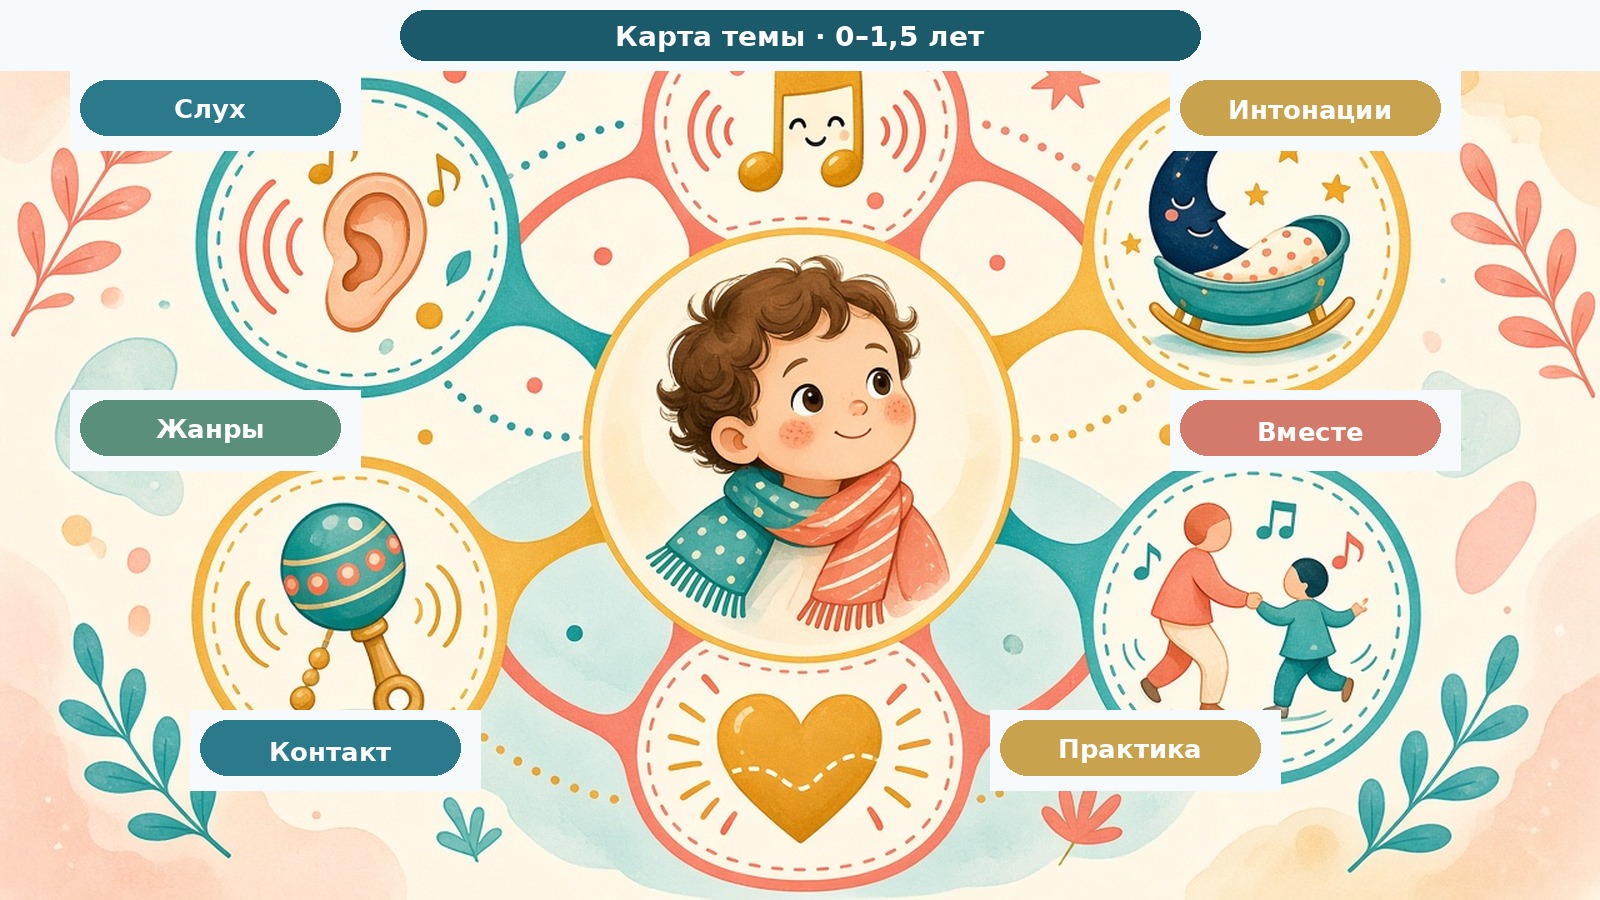 Карта темы · 0–1,5 лет
Слух
Интонации
Жанры
Вместе
Контакт
Практика